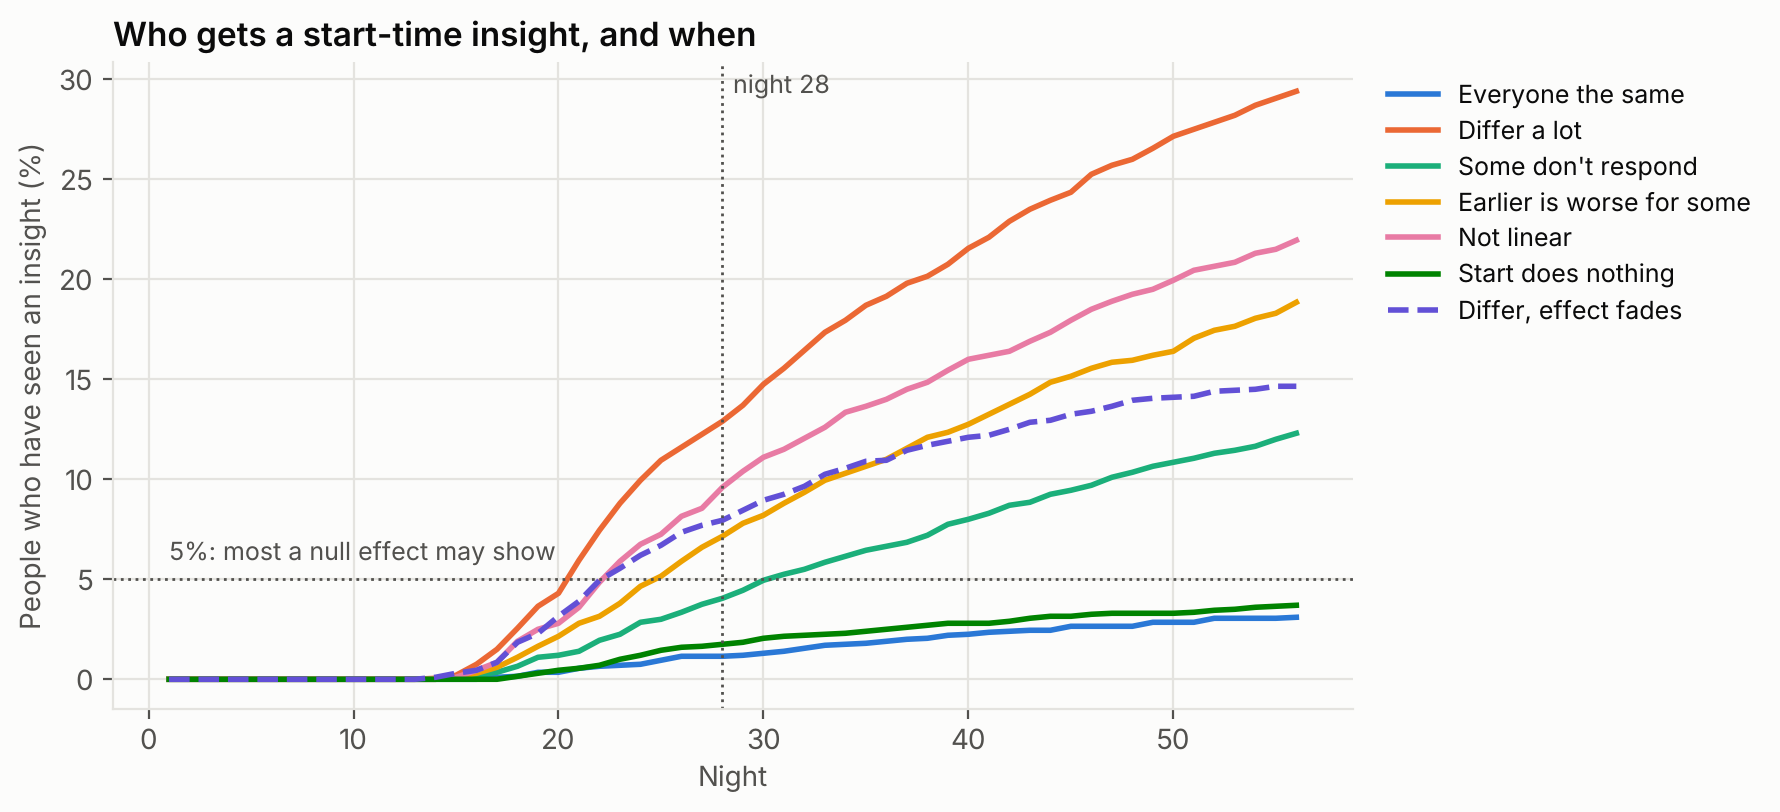 Who gets a start-time insight, and when
People who have seen an insight (%)
30
25
20
15
10
5
0
night 28
5%: most a null effect may show
0
10
20
30
40
50
Night
Everyone the same
Differ a lot
Some don't respond
Earlier is worse for some
Not linear
Start does nothing
Differ, effect fades